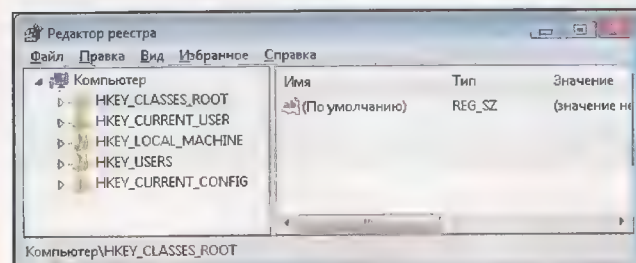 Редактор реестра
Файл Правка Вид Избранное Справка
Компьютер
HKEY_CLASSES_ROOT
HKEY_CURRENT_USER
HKEY_LOCAL_MACHINE
HKEY_USERS
HKEY_CURRENT_CONFIG
Имя Тип Значение
ab (По умолчанию) REG_SZ (значение не
Компьютер\HKEY_CLASSES_ROOT